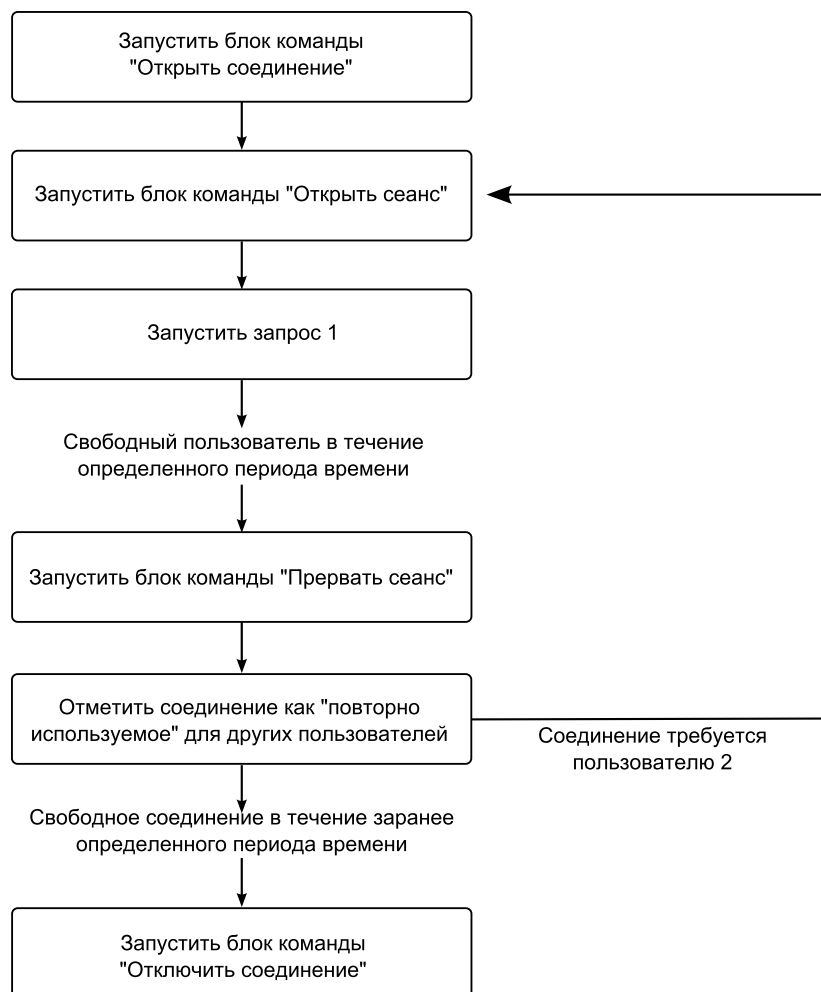 Запустить блок команды
"Открыть соединение"
Запустить блок команды "Открыть сеанс"
Запустить запрос 1
Свободный пользователь в течение
определенного периода времени
Запустить блок команды "Прервать сеанс"
Отметить соединение как "повторно
используемое" для других пользователей
Соединение требуется
пользователю 2
Свободное соединение в течение заранее
определенного периода времени
Запустить блок команды
"Отключить соединение"